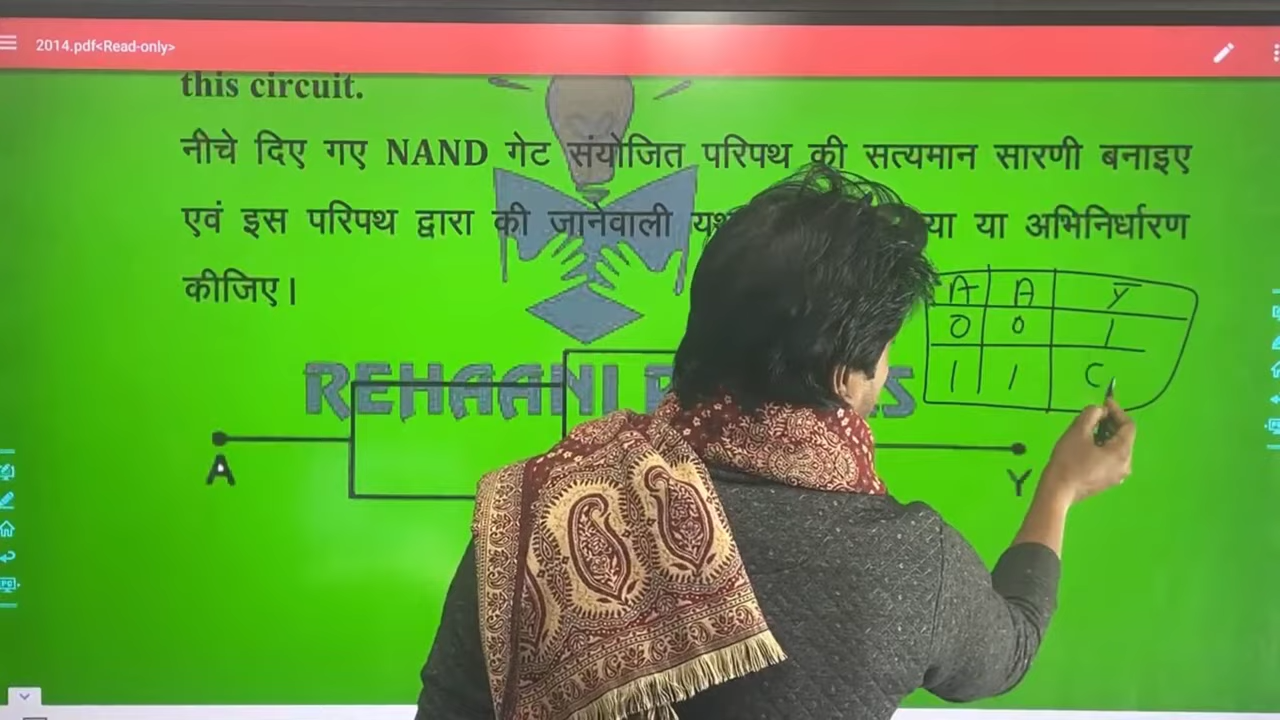 2014.pdf<Read-only>
this circuit.
नीचे दिए गए NAND गेट संयोजित परिपथ की सत्यमान सारणी बनाइए
एवं इस परिपथ द्वारा की जानेवाली या अभिनिर्धारण
कीजिए।
A A Y
0 0 1
1 1
REHAANI
A
Y